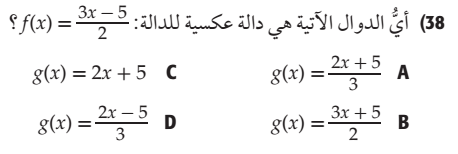 38) أيُّ الدوال الآتية هي دالة عكسية للدالة: f(x) = (3x − 5)/2 ؟
A g(x) = (2x + 5)/3
C g(x) = 2x + 5
B g(x) = (3x + 5)/2
D g(x) = (2x − 5)/3